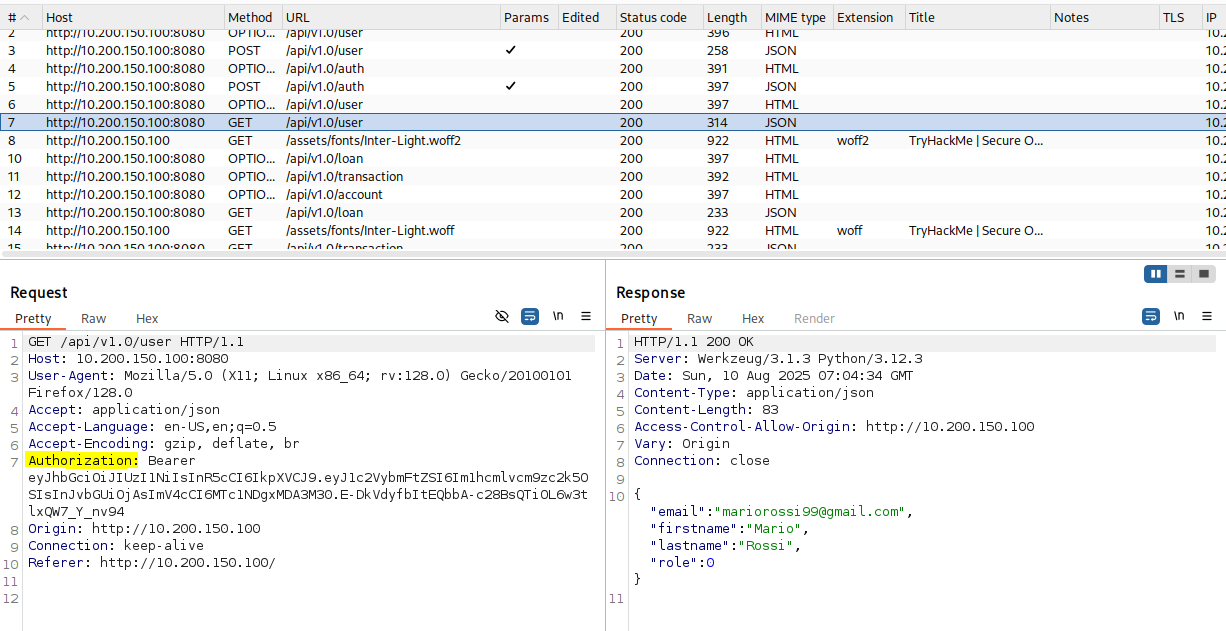 # Host Method URL Params Edited Status code Length MIME type Extension Title Notes TLS IP
2 http://10.200.150.100:8080 OPTIO... /api/v1.0/user 200 396 HTML 10.2
3 http://10.200.150.100:8080 POST /api/v1.0/user ✓ 200 258 JSON 10.2
4 http://10.200.150.100:8080 OPTIO... /api/v1.0/auth 200 391 HTML 10.2
5 http://10.200.150.100:8080 POST /api/v1.0/auth ✓ 200 397 JSON 10.2
6 http://10.200.150.100:8080 OPTIO... /api/v1.0/user 200 397 HTML 10.2
7 http://10.200.150.100:8080 GET /api/v1.0/user 200 314 JSON 10.2
8 http://10.200.150.100 GET /assets/fonts/Inter-Light.woff2 200 922 HTML woff2 TryHackMe | Secure O... 10.2
10 http://10.200.150.100:8080 OPTIO... /api/v1.0/loan 200 397 HTML 10.2
11 http://10.200.150.100:8080 OPTIO... /api/v1.0/transaction 200 392 HTML 10.2
12 http://10.200.150.100:8080 OPTIO... /api/v1.0/account 200 397 HTML 10.2
13 http://10.200.150.100:8080 GET /api/v1.0/loan 200 233 JSON 10.2
14 http://10.200.150.100 GET /assets/fonts/Inter-Light.woff 200 922 HTML woff TryHackMe | Secure O... 10.2
15 http://10.200.150.100:8080 GET /api/v1.0/transaction 200 233 JSON 10.2
Request
Pretty Raw Hex \n
1 GET /api/v1.0/user HTTP/1.1
2 Host: 10.200.150.100:8080
3 User-Agent: Mozilla/5.0 (X11; Linux x86_64; rv:128.0) Gecko/20100101
Firefox/128.0
4 Accept: application/json
5 Accept-Language: en-US,en;q=0.5
6 Accept-Encoding: gzip, deflate, br
7 Authorization: Bearer
eyJhbGciOiJIUzI1NiIsInR5cCI6IkpXVCJ9.eyJ1c2VybmFtZSI6Im1hcmlvcm9zc2k5O
SIsInJvbGUiOjAsImV4cCI6MTc1NDgxMDA3M30.E-DkVdyfbItEQbbA-c28BsQTiOL6w3t
lxQW7_Y_nv94
8 Origin: http://10.200.150.100
9 Connection: keep-alive
10 Referer: http://10.200.150.100/
11
12
Response
Pretty Raw Hex Render \n
1 HTTP/1.1 200 OK
2 Server: Werkzeug/3.1.3 Python/3.12.3
3 Date: Sun, 10 Aug 2025 07:04:34 GMT
4 Content-Type: application/json
5 Content-Length: 83
6 Access-Control-Allow-Origin: http://10.200.150.100
7 Vary: Origin
8 Connection: close
9
10 {
"email":"mariorossi99@gmail.com",
"firstname":"Mario",
"lastname":"Rossi",
"role":0
}
11